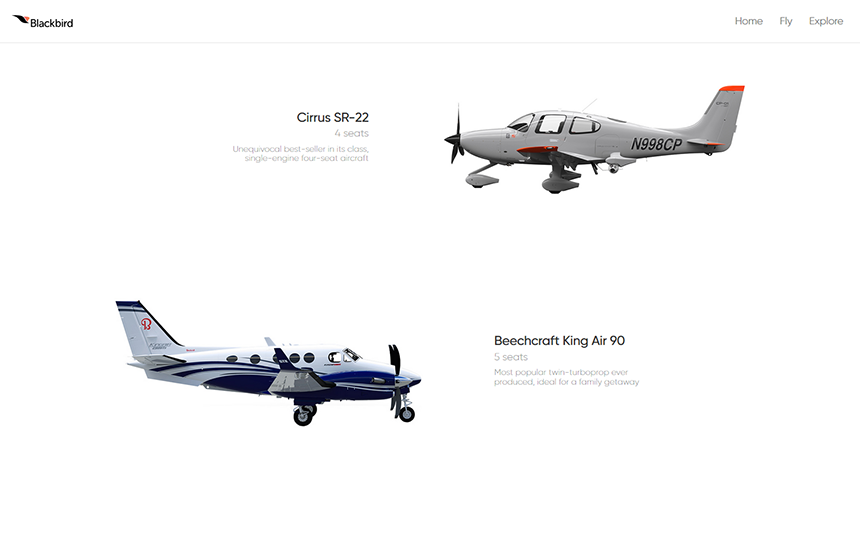 Blackbird
Home
Fly
Explore
Cirrus SR-22
4 seats
Unequivocal best-seller in its class,
single-engine four-seat aircraft
N998CP
Beechcraft King Air 90
5 seats
Most popular twin-turboprop ever
produced, ideal for a family getaway